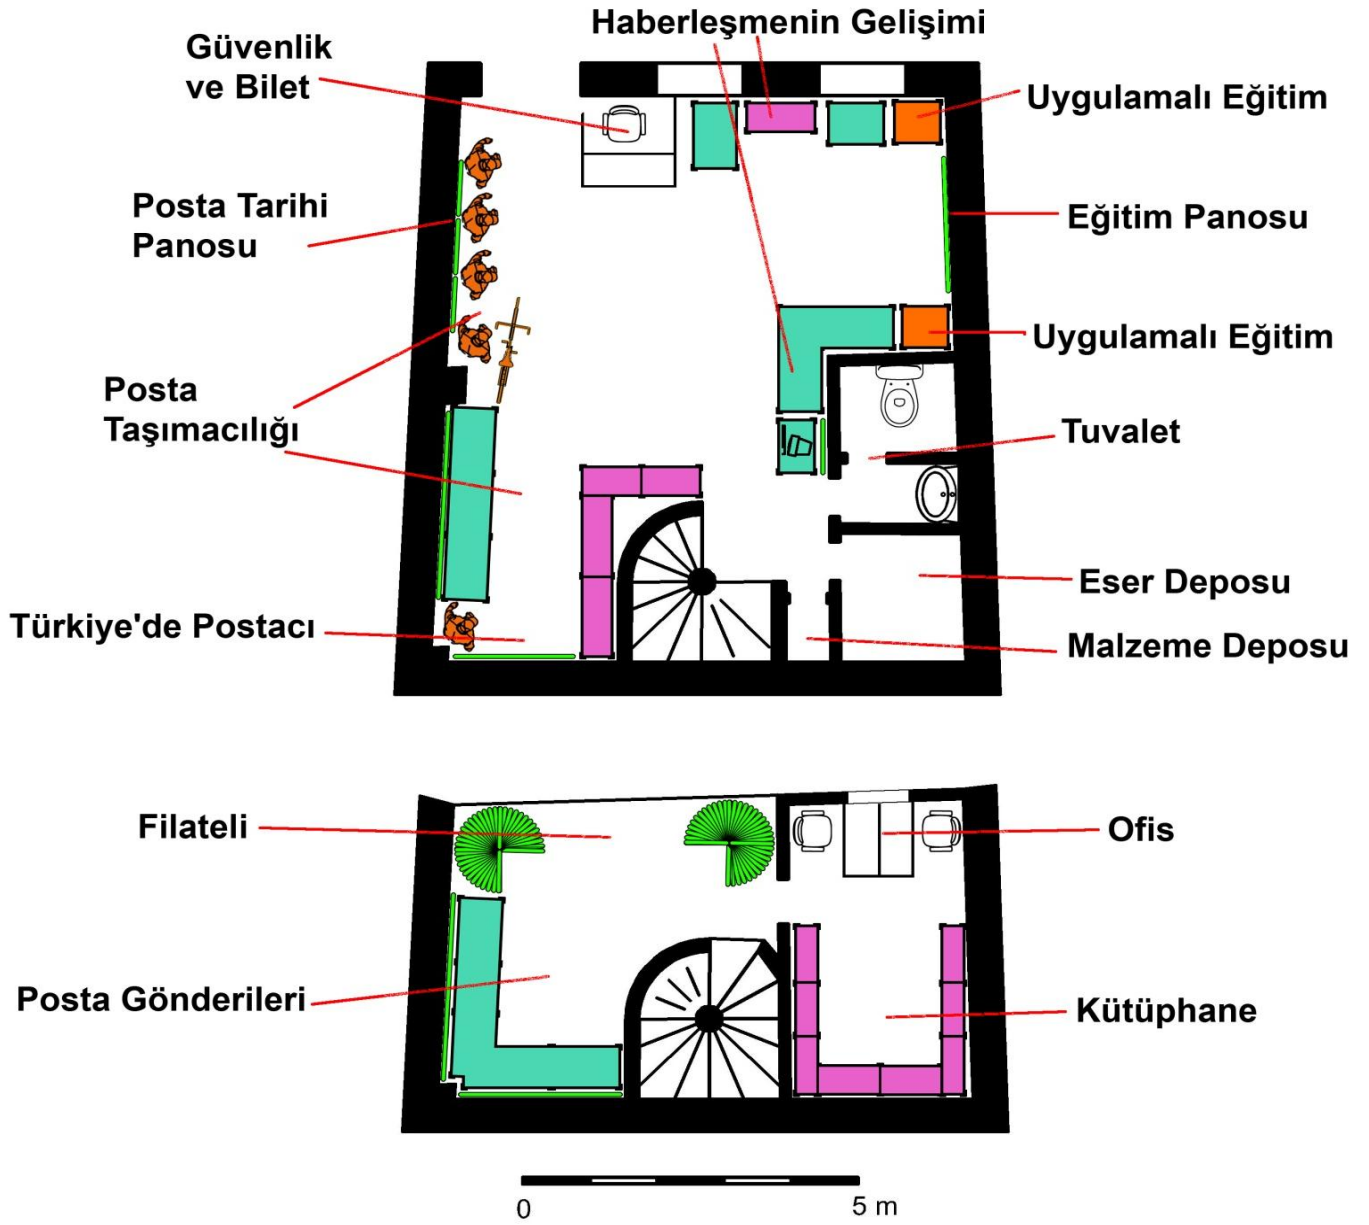 Haberleşmenin Gelişimi
Güvenlik
ve Bilet
Uygulamalı Eğitim
Posta Tarihi
Panosu
Eğitim Panosu
Uygulamalı Eğitim
Posta
Taşımacılığı
Tuvalet
Eser Deposu
Türkiye'de Postacı
Malzeme Deposu
Filateli
Ofis
Posta Gönderileri
Kütüphane
0
5 m